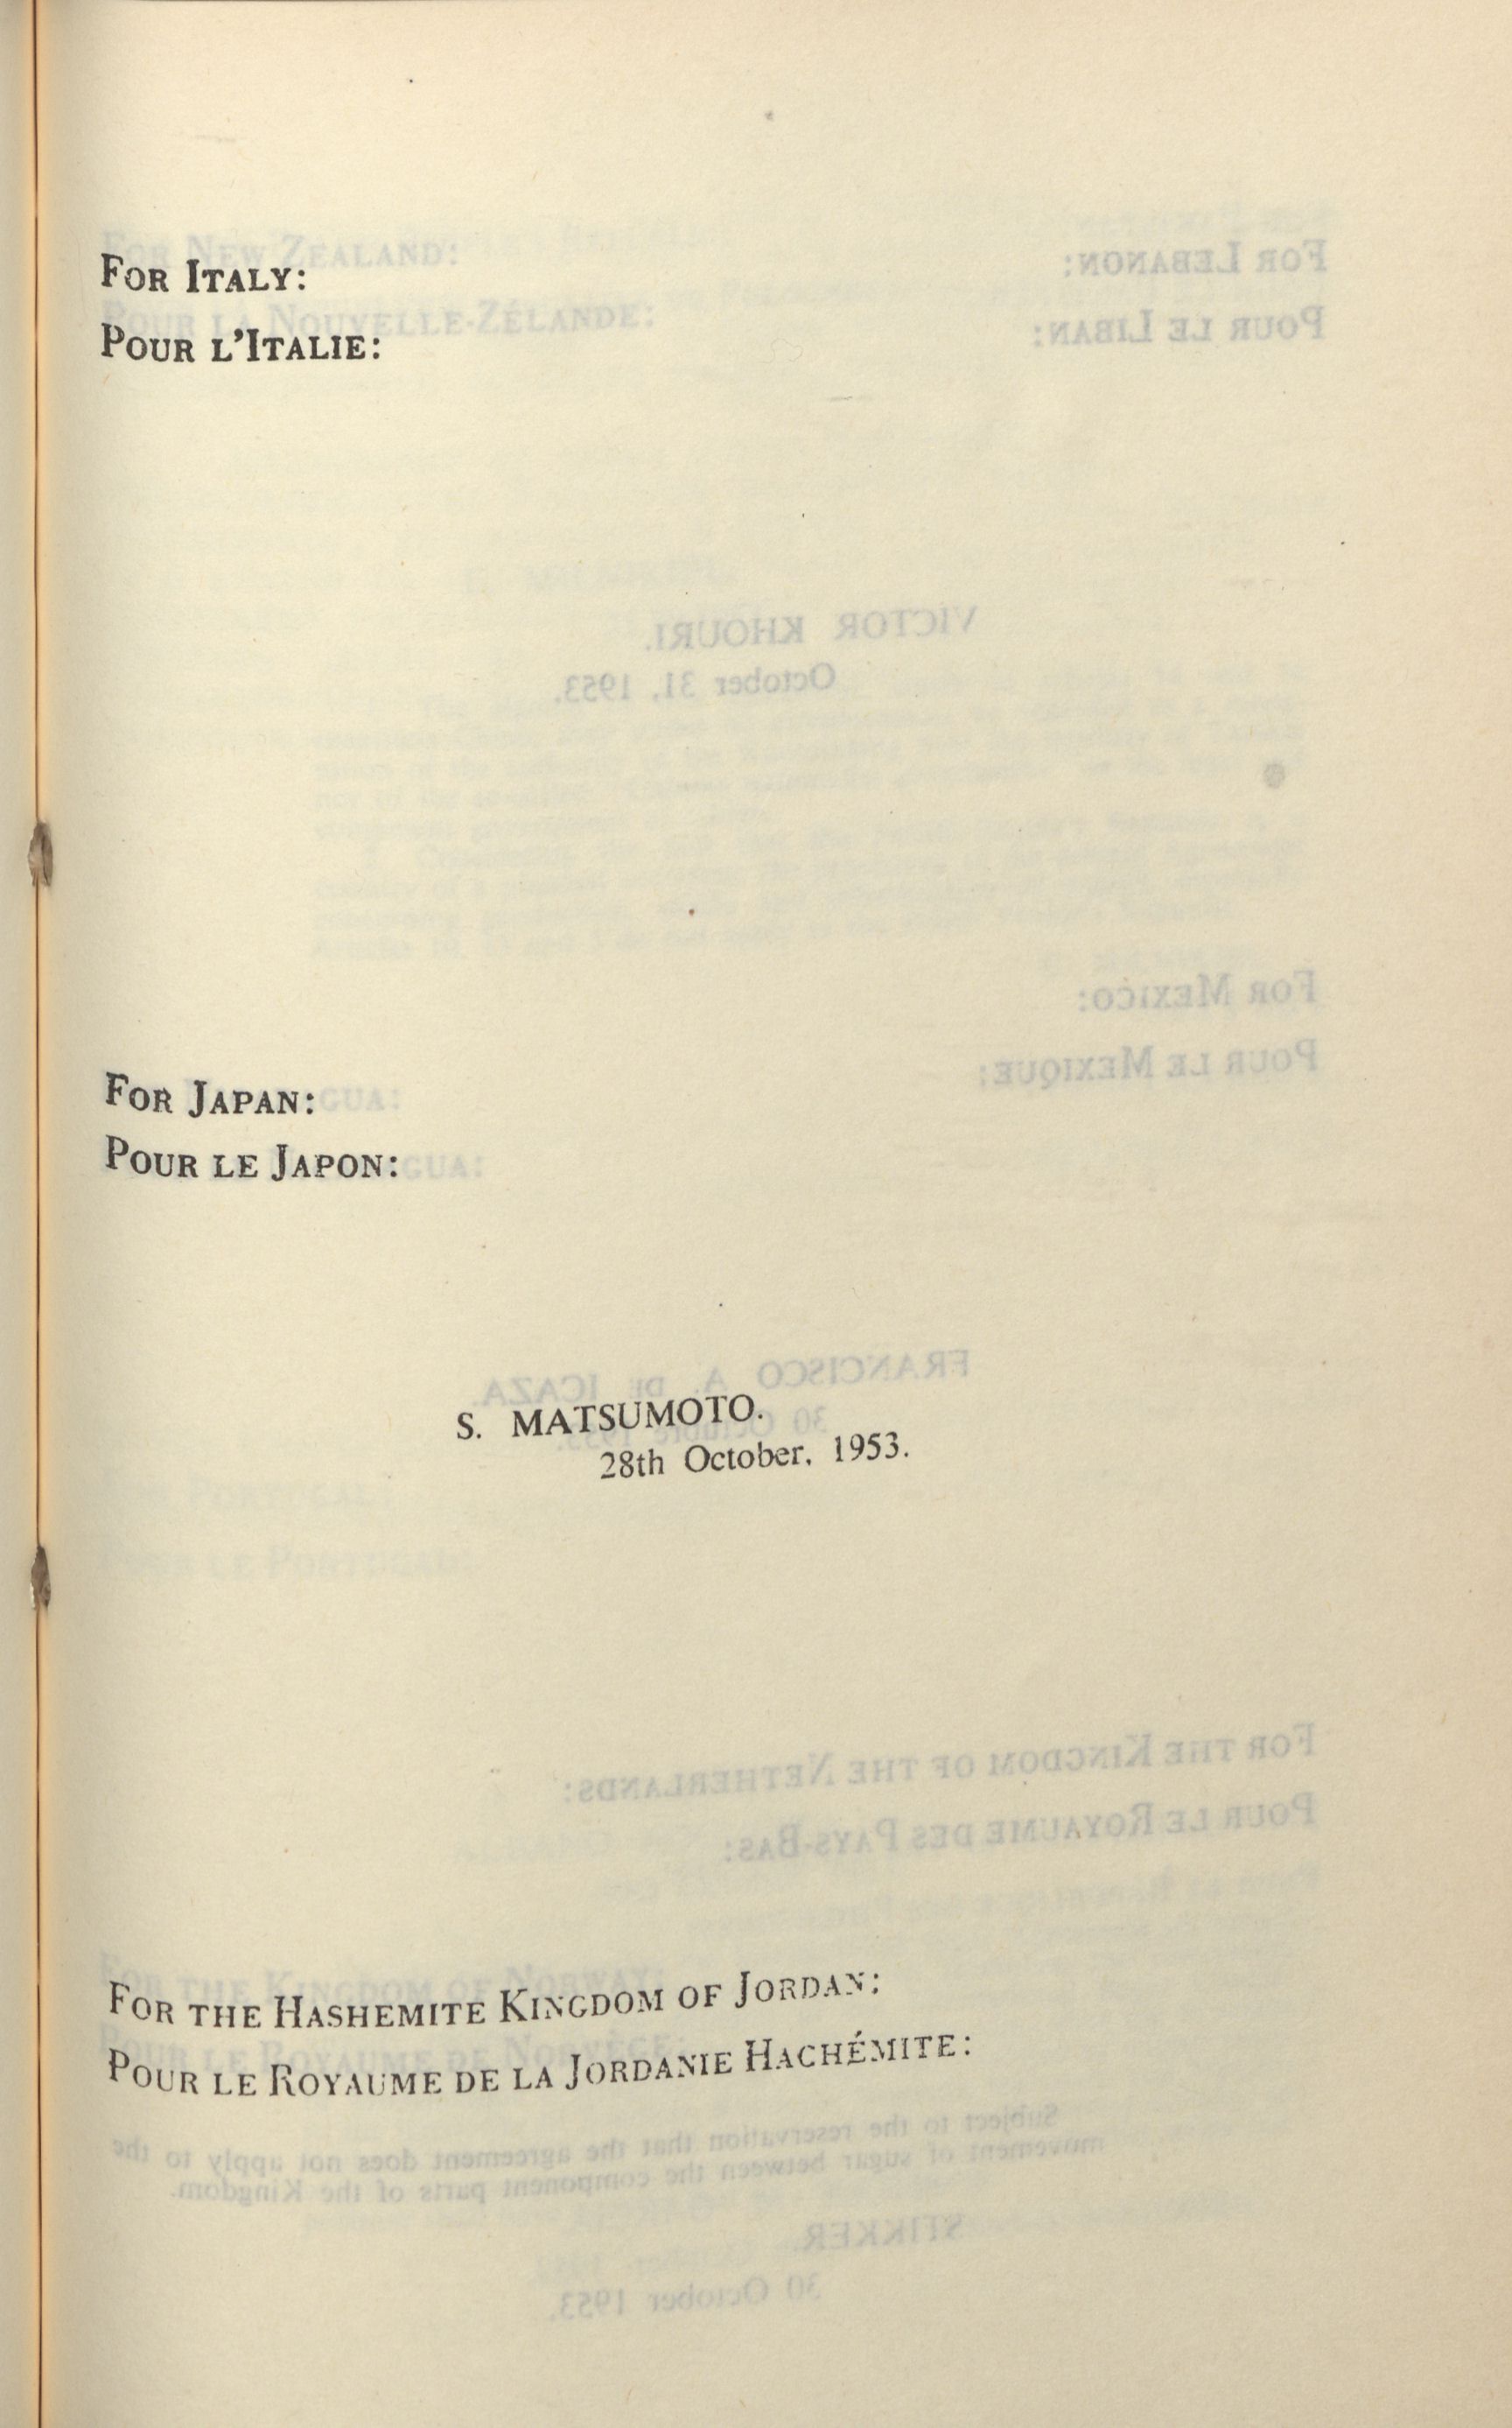 FOR ITALY:
POUR L'ITALIE:
FOR JAPAN:
POUR LE JAPON:
S. MATSUMOTO.
28th October, 1953.
FOR THE HASHEMITE KINGDOM OF JORDAN:
POUR LE ROYAUME DE LA JORDANIE HACHÉMITE: